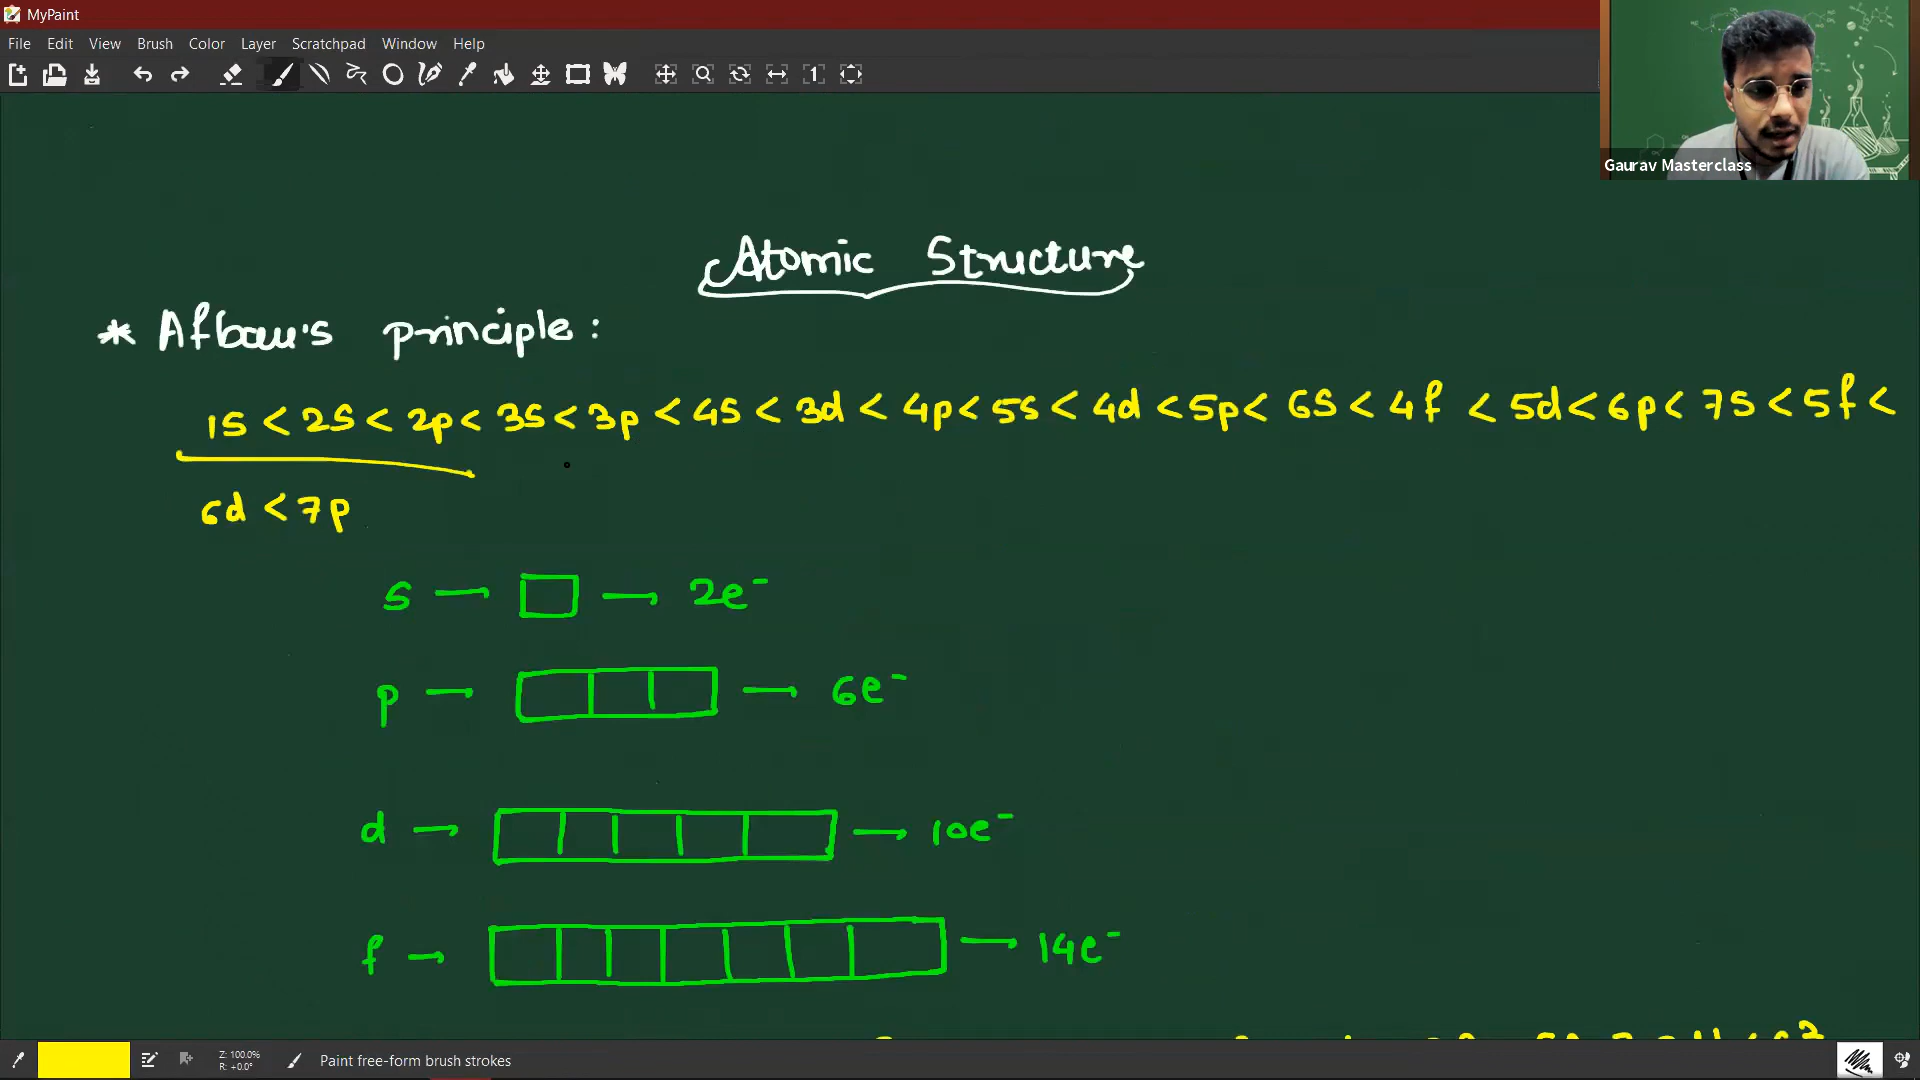 MyPaint
File Edit View Brush Color Layer Scratchpad Window Help
Gaurav Masterclass
Atomic Structure
* Afbau's principle:
1s < 2s < 2p < 3s < 3p < 4s < 3d < 4p < 5s < 4d < 5p < 6s < 4f < 5d < 6p < 7s < 5f <
6d < 7p
s → → 2e⁻
p → → 6e⁻
d → → 10e⁻
f → → 14e⁻
Z: 100.0%
R: +0.0°
Paint free-form brush strokes